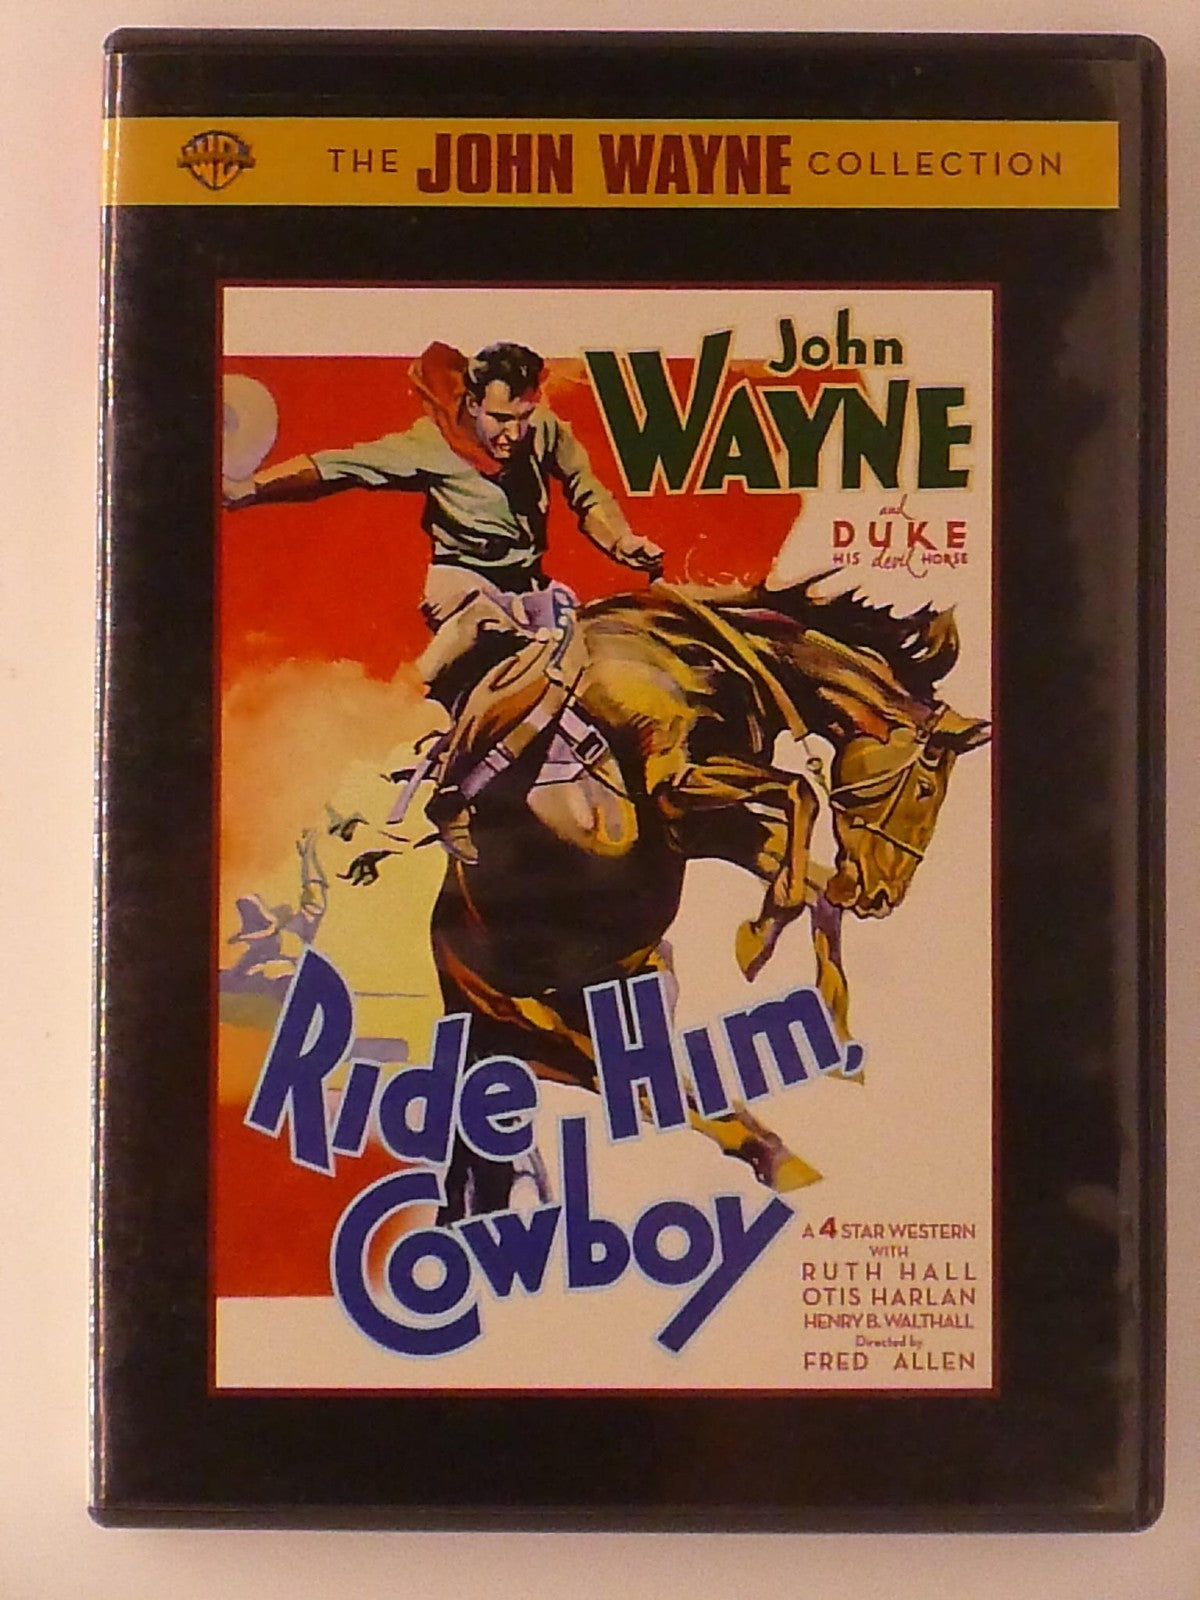 THE JOHN WAYNE COLLECTION
John
WAYNE
and
DUKE
HIS devil HORSE
Ride Him,
Cowboy
A 4 STAR WESTERN
WITH
RUTH HALL
OTIS HARLAN
HENRY B. WALTHALL
Directed by
FRED ALLEN